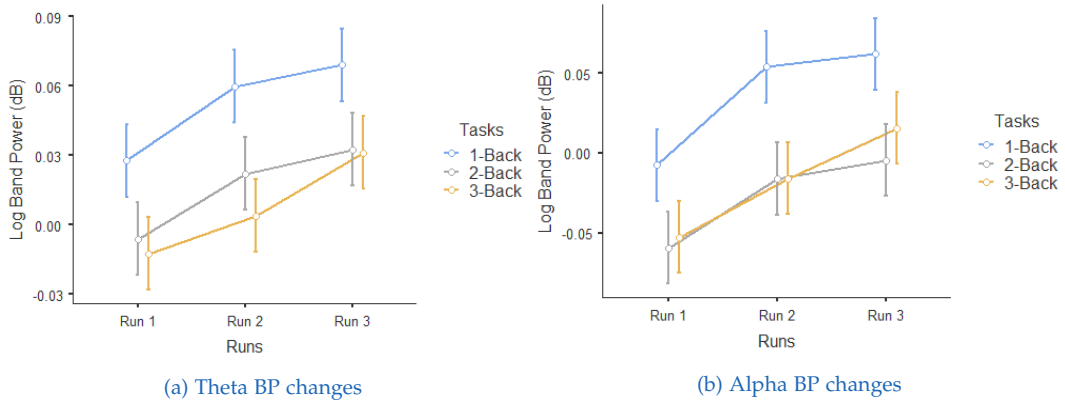 Log Band Power (dB)
0.09
0.06
0.03
0.00
-0.03
Run 1 Run 2 Run 3
Runs
Tasks
1-Back
2-Back
3-Back
(a) Theta BP changes
Log Band Power (dB)
0.05
0.00
-0.05
Run 1 Run 2 Run 3
Runs
Tasks
1-Back
2-Back
3-Back
(b) Alpha BP changes